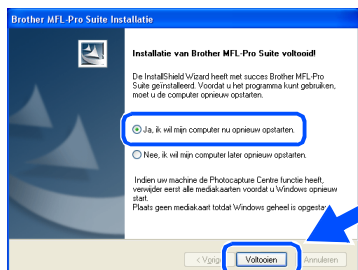 Brother MFL-Pro Suite Installatie
Installatie van Brother MFL-Pro Suite voltooid!
De InstallShield Wizard heeft met succes Brother MFL-Pro
Suite geïnstalleerd. Voordat u het programma kunt gebruiken,
moet u de computer opnieuw opstarten.
Ja, ik wil mijn computer nu opnieuw opstarten.
Nee, ik wil mijn computer later opnieuw opstarten.
Indien uw machine de Photocapture Centre functie heeft,
verwijder eerst alle mediakaarten voordat u Windows opnieuw
start.
Plaats geen mediakaart totdat Windows geheel is opgestar
Voltooien
Annuleren